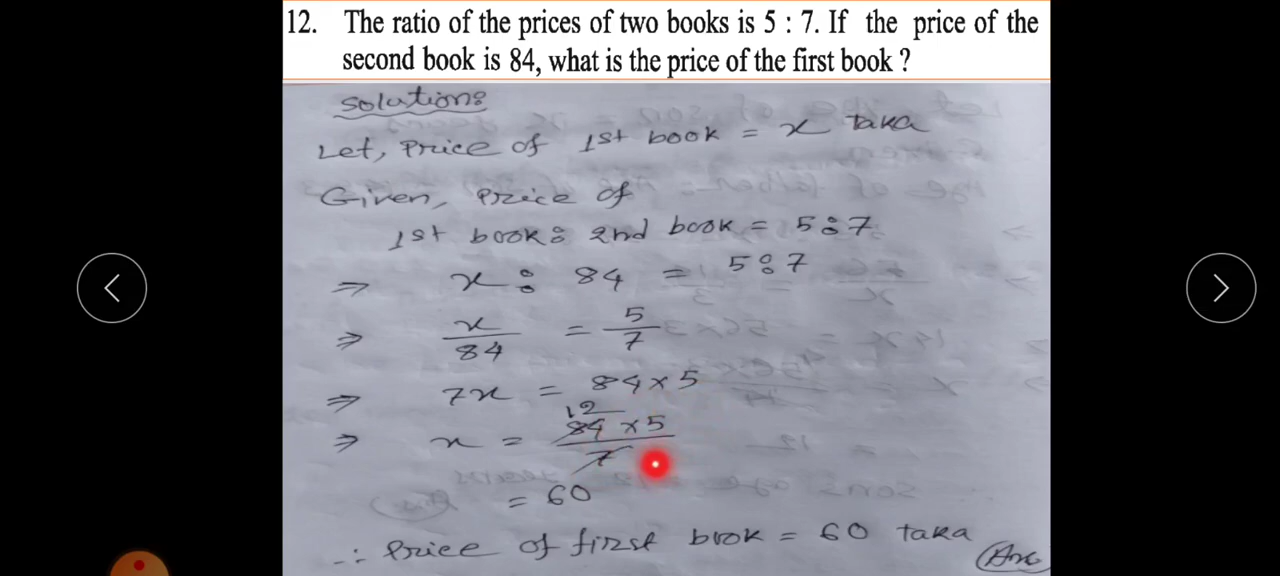 12. The ratio of the prices of two books is 5 : 7. If the price of the
second book is 84, what is the price of the first book ?
Solution:
Let, Price of 1st book = x taka
Given, Price of
1st book : 2nd book = 5:7
⇒ x : 84 = 5:7
⇒ x/84 = 5/7
⇒ 7x = 84×5
12
⇒ x = 84 × 5/7
= 60
∴ Price of first book = 60 taka
(Ans